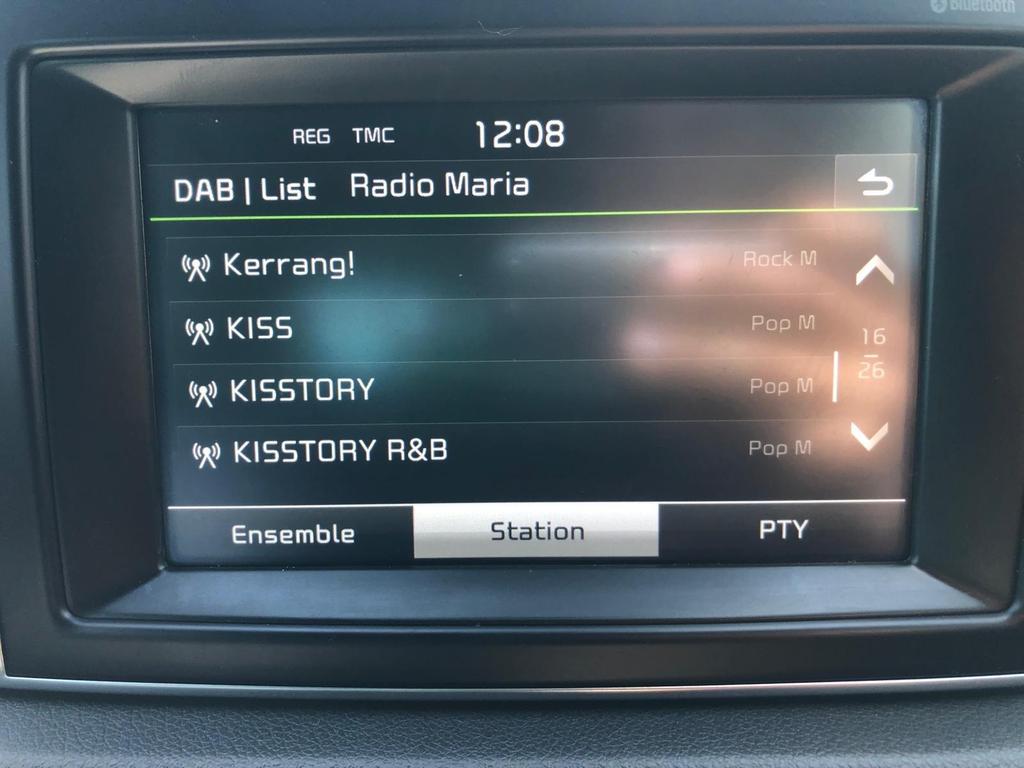 Bluetooth
REG TMC 12:08
DAB | List Radio Maria
Kerrang! Rock M
KISS Pop M
16
26
KISSTORY Pop M
KISSTORY R&B Pop M
Ensemble Station PTY